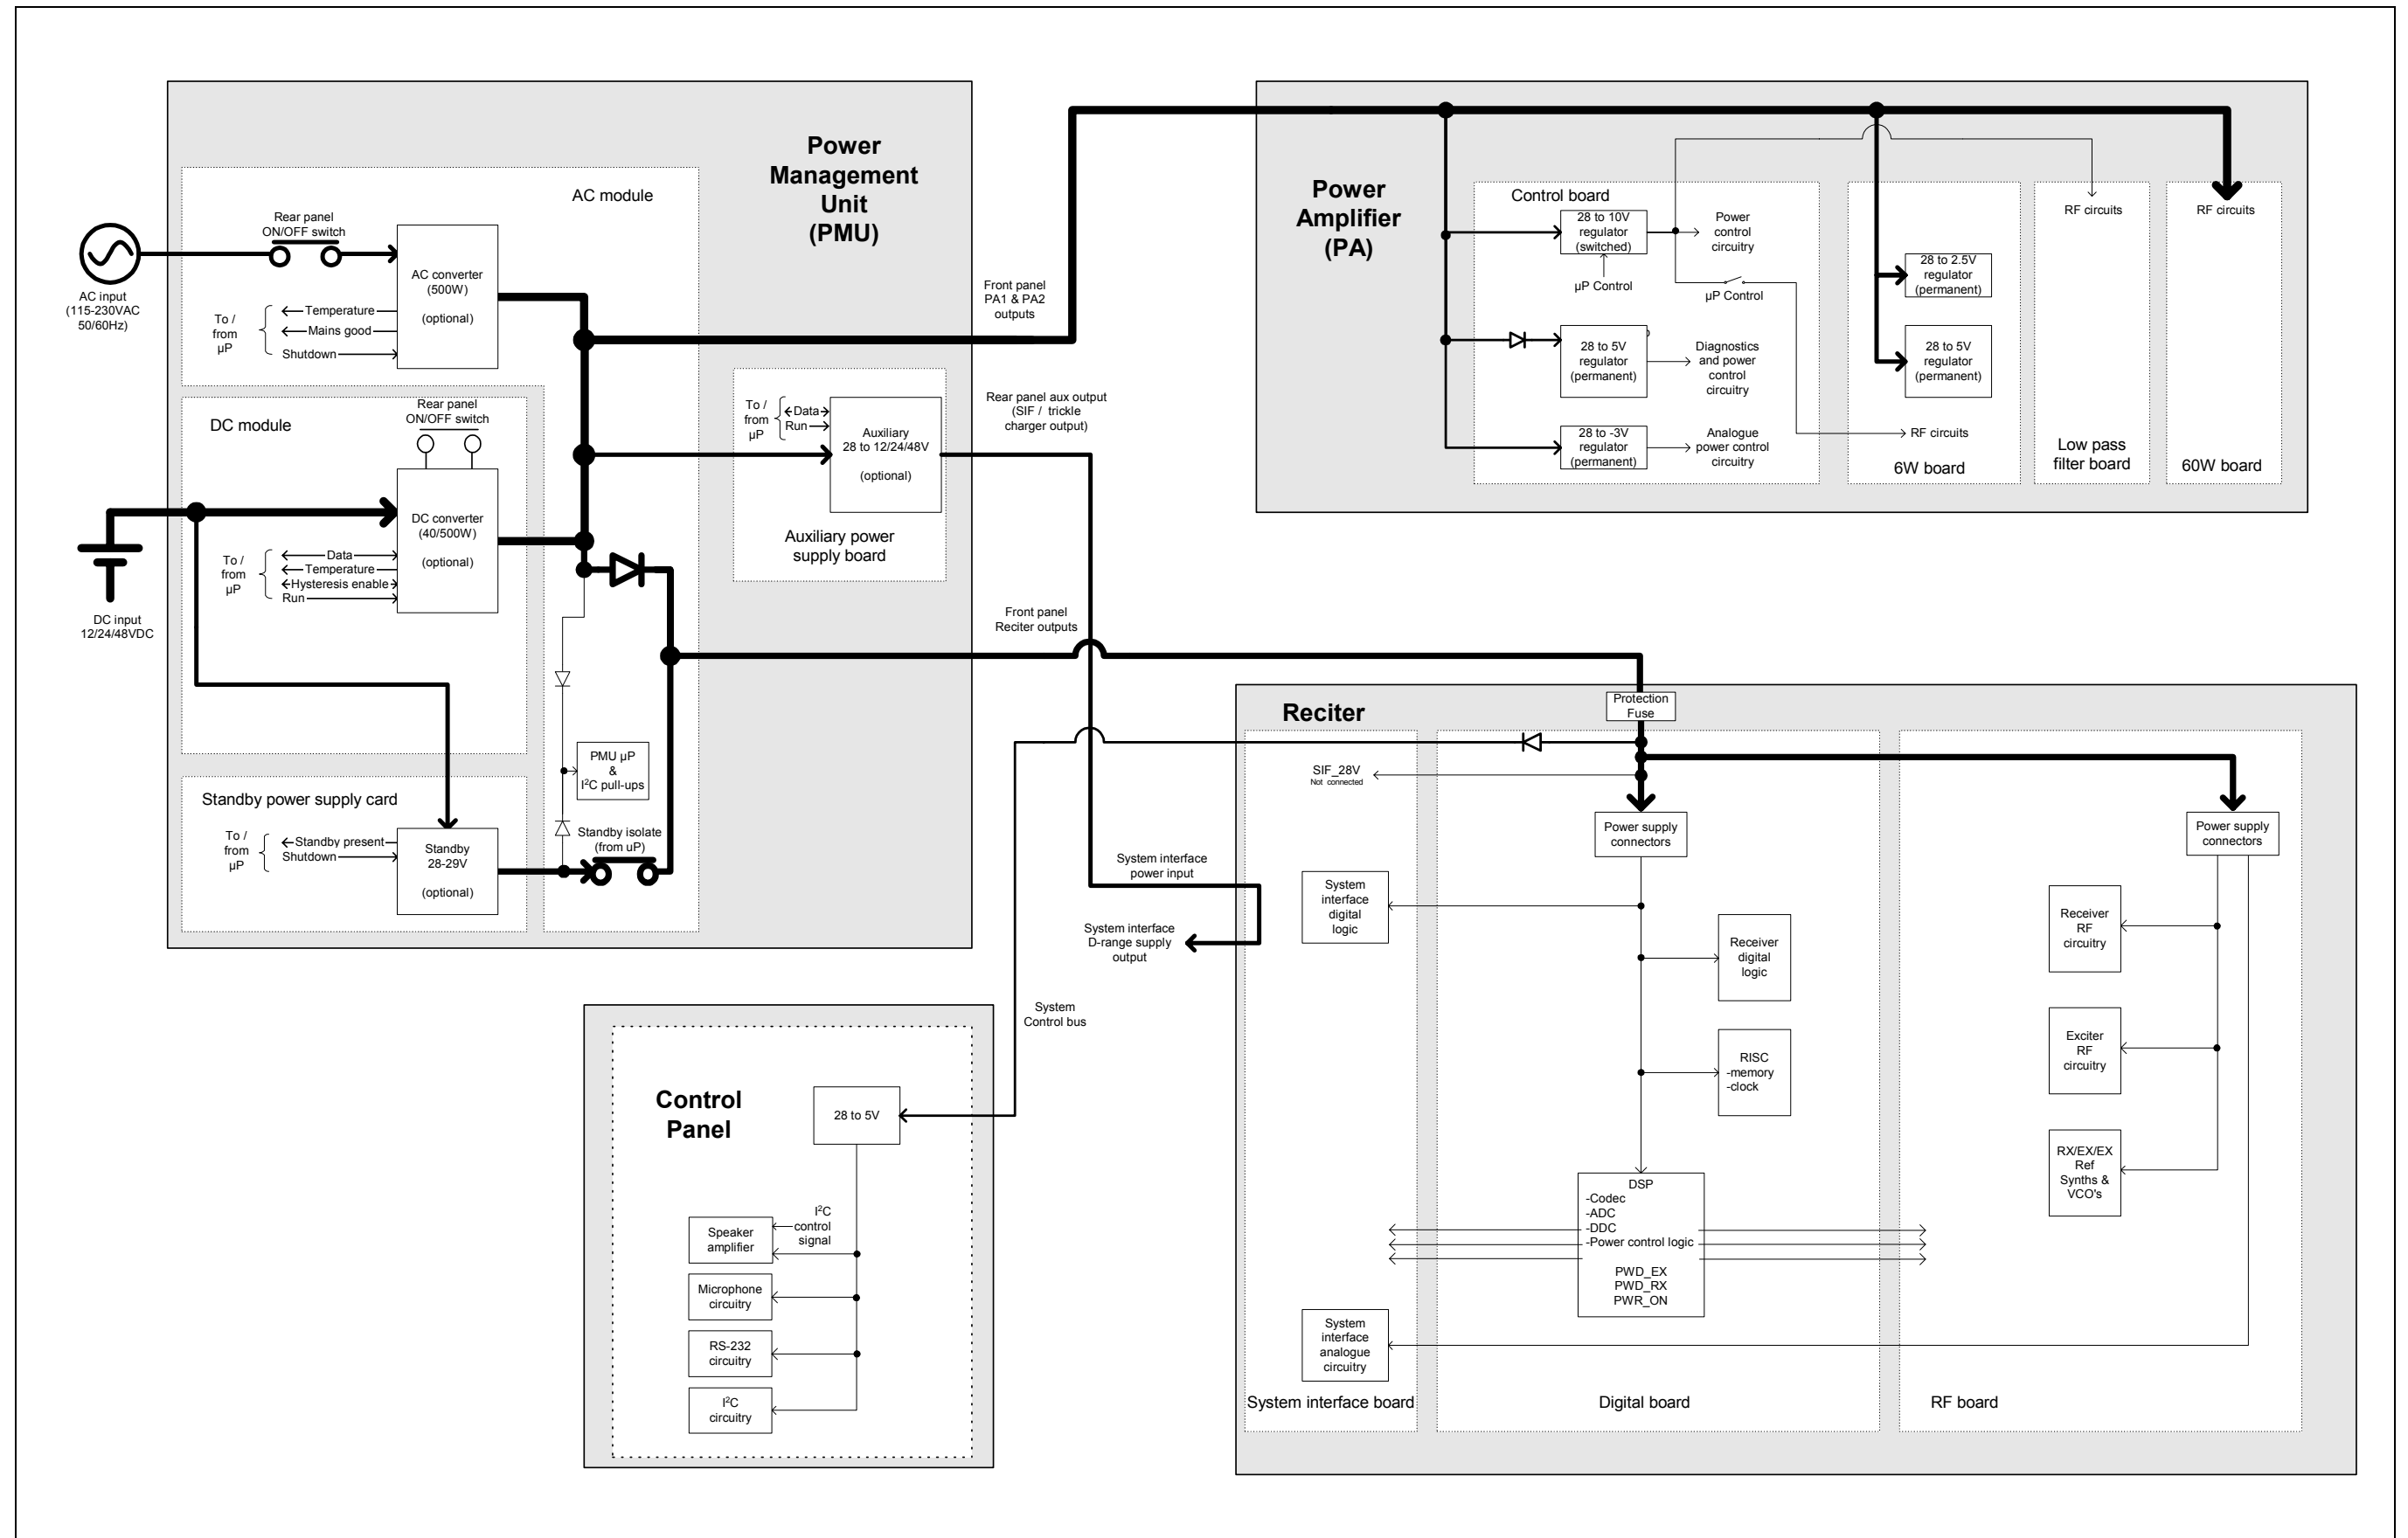 Power
Management
Unit
(PMU)
AC module
Rear panel
ON/OFF switch
AC input
(115-230VAC
50/60Hz)
AC converter
(500W)
(optional)
To /
from
µP
Temperature
Mains good
Shutdown
DC module
Rear panel
ON/OFF switch
DC converter
(40/500W)
(optional)
To /
from
µP
Data
Temperature
Hysteresis enable
Run
DC input
12/24/48VDC
Standby power supply card
To /
from
µP
Standby present
Shutdown
Standby
28-29V
(optional)
PMU µP
&
I²C pull-ups
Standby isolate
(from uP)
To /
from
µP
Data
Run
Auxiliary
28 to 12/24/48V
(optional)
Auxiliary power
supply board
Front panel
PA1 & PA2
outputs
Rear panel aux output
(SIF / trickle
charger output)
Front panel
Reciter outputs
System interface
power input
System interface
D-range supply
output
System
Control bus
Power
Amplifier
(PA)
Control board
28 to 10V
regulator
(switched)
µP Control
Power
control
circuitry
µP Control
28 to 5V
regulator
(permanent)
Diagnostics
and power
control
circuitry
28 to -3V
regulator
(permanent)
Analogue
power control
circuitry
28 to 2.5V
regulator
(permanent)
28 to 5V
regulator
(permanent)
RF circuits
6W board
RF circuits
Low pass
filter board
RF circuits
60W board
Reciter
Protection
Fuse
SIF_28V
Not connected
Power supply
connectors
Power supply
connectors
System
interface
digital
logic
Receiver
digital
logic
RISC
-memory
-clock
DSP
-Codec
-ADC
-DDC
-Power control logic
PWD_EX
PWD_RX
PWR_ON
System
interface
analogue
circuitry
Receiver
RF
circuitry
Exciter
RF
circuitry
RX/EX/EX
Ref
Synths &
VCO's
System interface board
Digital board
RF board
Control
Panel
28 to 5V
I²C
control
signal
Speaker
amplifier
Microphone
circuitry
RS-232
circuitry
I²C
circuitry